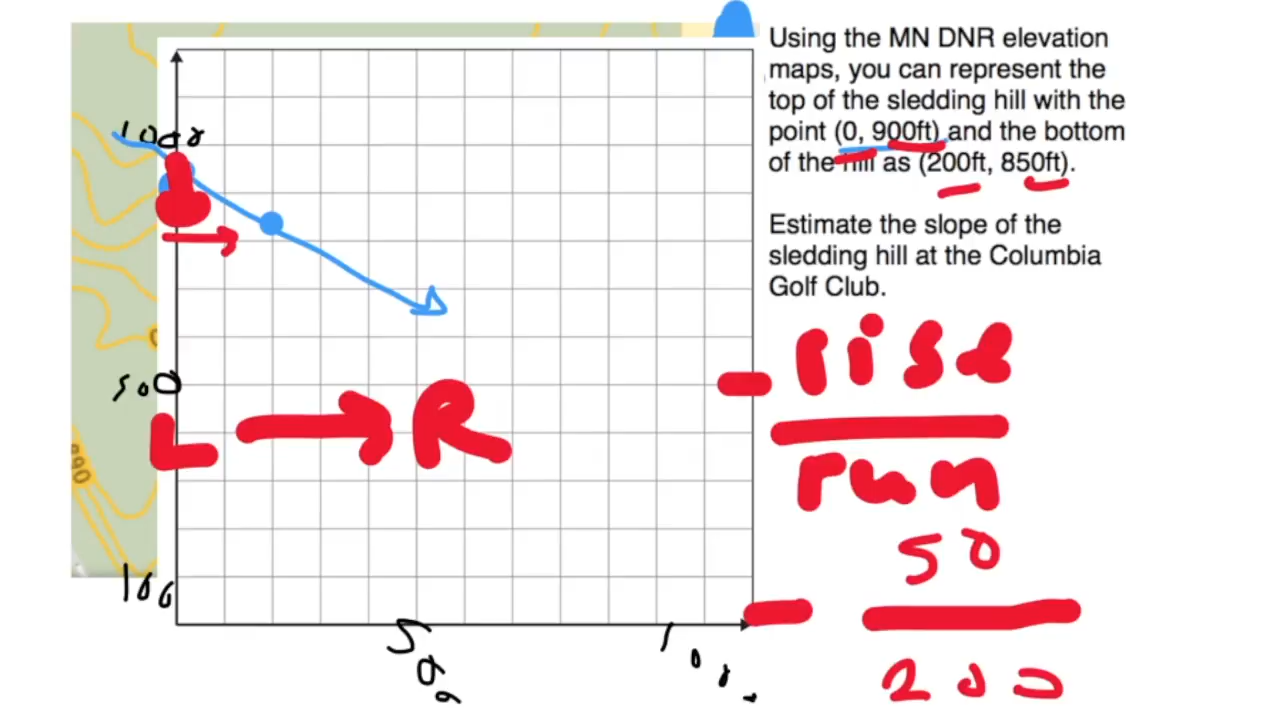 Using the MN DNR elevation
maps, you can represent the
top of the sledding hill with the
point (0, 900ft) and the bottom
of the hill as (200ft, 850ft).
Estimate the slope of the
sledding hill at the Columbia
Golf Club.
1000
500
100
500
L → R
- rise
run
- 50
200
890